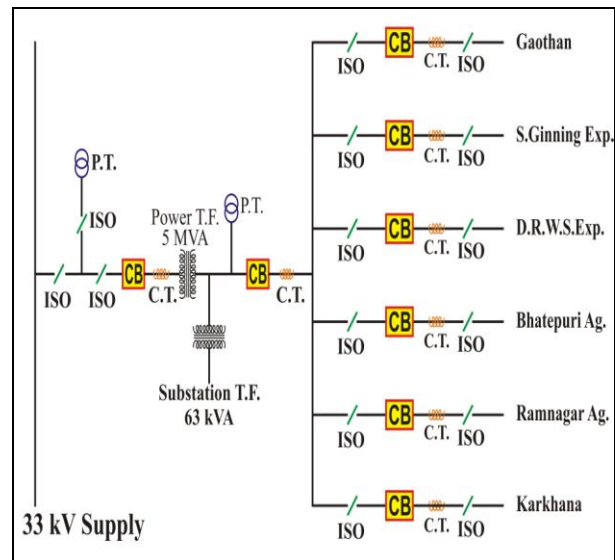 ISO CB C.T. ISO Gaothan
P.T.
ISO
Power T.F.
5 MVA
P.T.
ISO CB C.T. ISO S.Ginning Exp.
ISO CB C.T. ISO D.R.W.S.Exp.
ISO ISO CB C.T. CB C.T.
Substation T.F.
63 kVA
ISO CB C.T. ISO Bhatepuri Ag.
ISO CB C.T. ISO Ramnagar Ag.
ISO CB C.T. ISO Karkhana
33 kV Supply